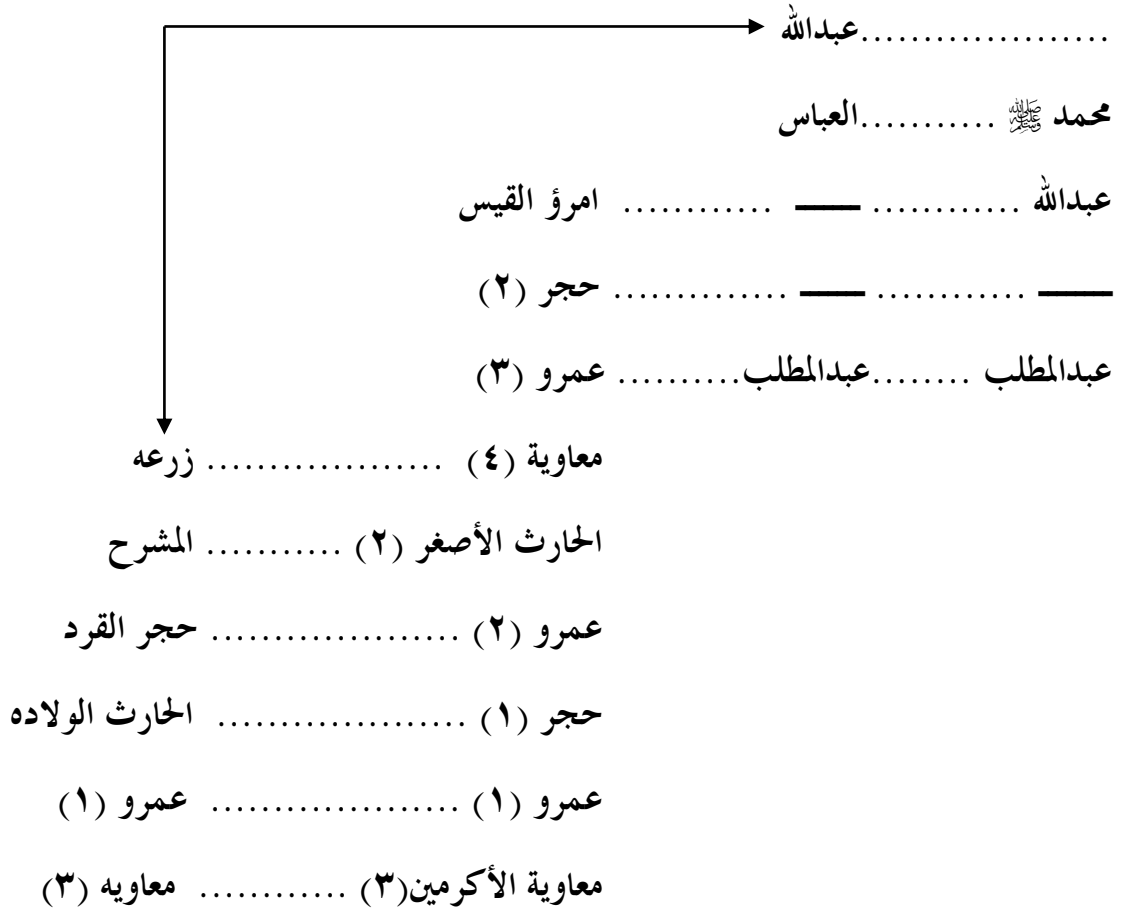 ....................عبدالله
محمد ﷺ ...........العباس
عبدالله ............ ـــــ ............ امرؤ القيس
ـــــ ............ ـــــ .............. حجر (٢)
عبدالمطلب ........عبدالمطلب.......... عمرو (٣)
معاوية (٤) ................... زرعه
الحارث الأصغر (٢) ........... المشرح
عمرو (٢) .................... حجر القرد
حجر (١) .................... الحارث الولاده
عمرو (١) .................... عمرو (١)
معاوية الأكرمين(٣) ............ معاويه (٣)